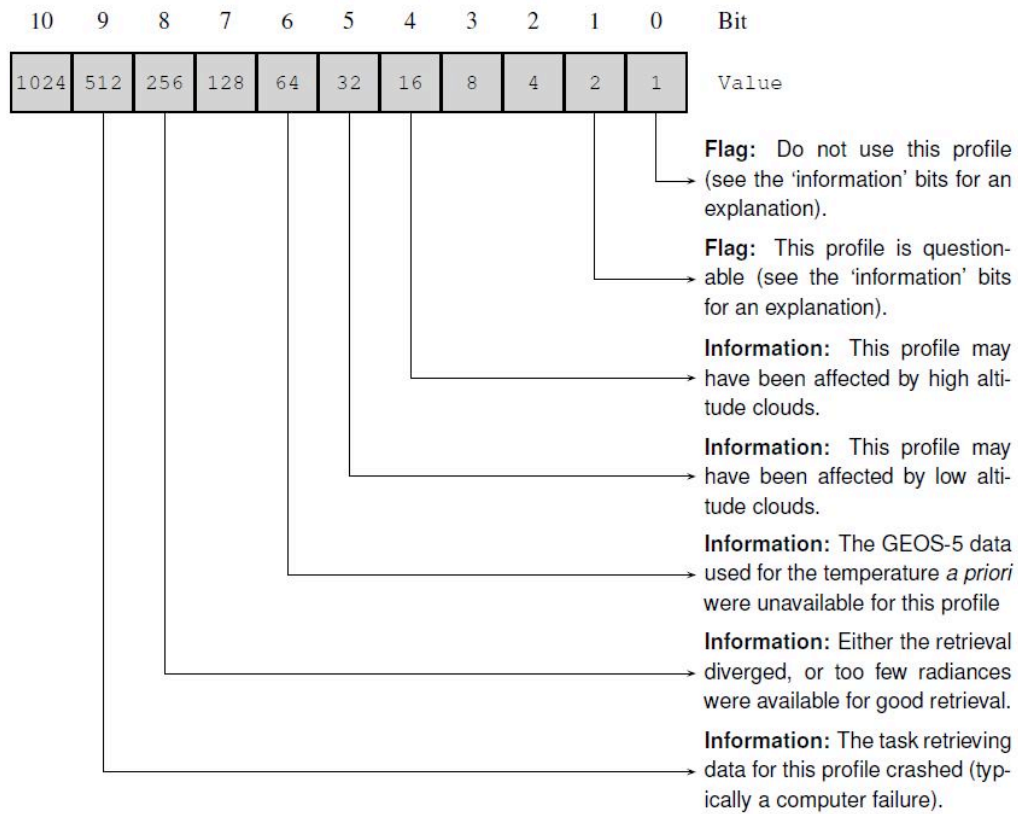 10 9 8 7 6 5 4 3 2 1 0 Bit
1024 512 256 128 64 32 16 8 4 2 1 Value
Flag: Do not use this profile
(see the ‘information’ bits for an
explanation).
Flag: This profile is question-
able (see the ‘information’ bits
for an explanation).
Information: This profile may
have been affected by high alti-
tude clouds.
Information: This profile may
have been affected by low alti-
tude clouds.
Information: The GEOS-5 data
used for the temperature a priori
were unavailable for this profile
Information: Either the retrieval
diverged, or too few radiances
were available for good retrieval.
Information: The task retrieving
data for this profile crashed (typ-
ically a computer failure).